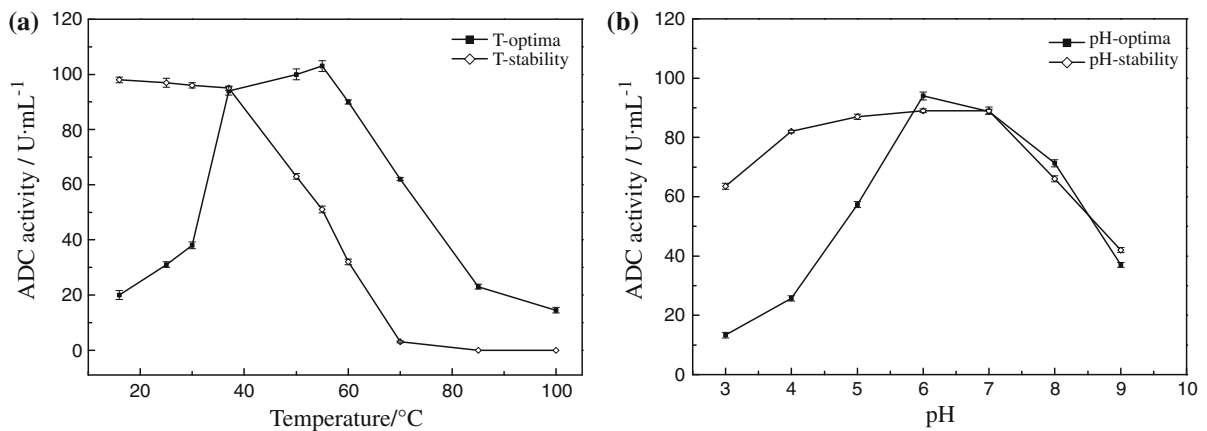 (a)
T-optima
T-stability
ADC activity / U·mL⁻¹
120
100
80
60
40
20
0
20 40 60 80 100
Temperature/°C
(b)
pH-optima
pH-stability
ADC activity / U·mL⁻¹
120
100
80
60
40
20
0
3 4 5 6 7 8 9 10
pH